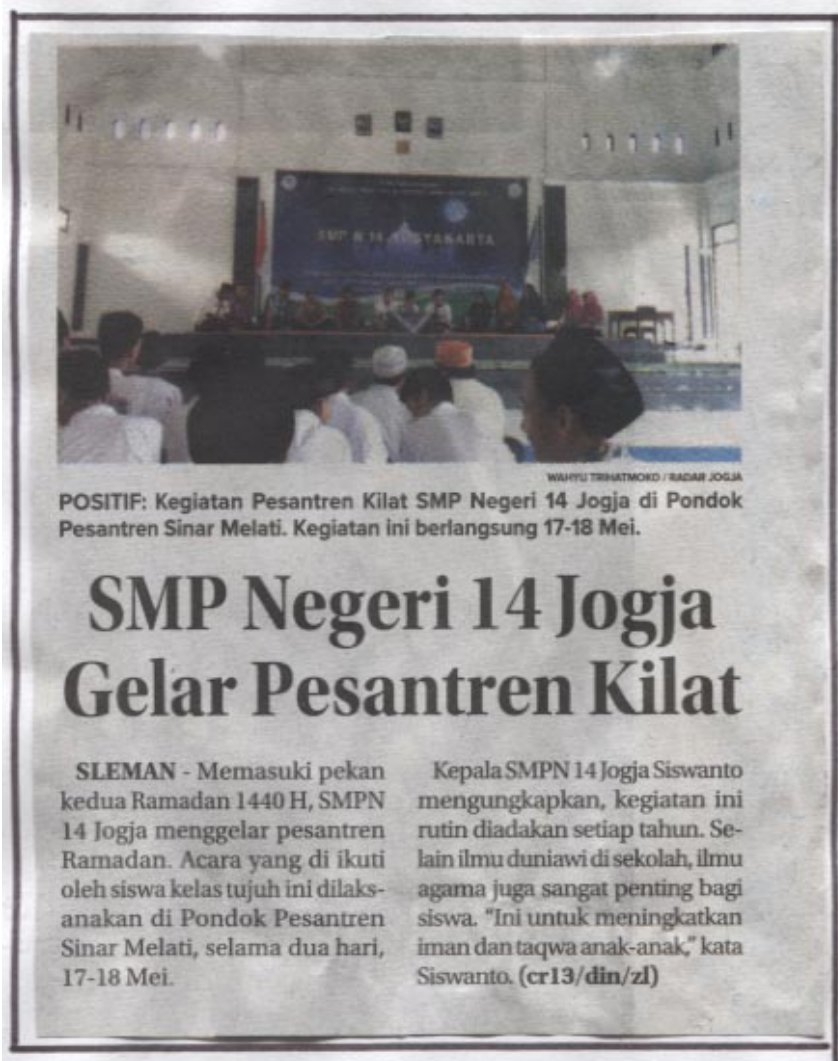 SMP N 14 YOGYAKARTA
WAHYU TRIHATMOKO / RADAR JOGJA
POSITIF: Kegiatan Pesantren Kilat SMP Negeri 14 Jogja di Pondok
Pesantren Sinar Melati. Kegiatan ini berlangsung 17-18 Mei.
SMP Negeri 14 Jogja
Gelar Pesantren Kilat
SLEMAN - Memasuki pekan
kedua Ramadan 1440 H, SMPN
14 Jogja menggelar pesantren
Ramadan. Acara yang di ikuti
oleh siswa kelas tujuh ini dilaks-
anakan di Pondok Pesantren
Sinar Melati, selama dua hari,
17-18 Mei.
Kepala SMPN 14 Jogja Siswanto
mengungkapkan, kegiatan ini
rutin diadakan setiap tahun. Se-
lain ilmu duniawi di sekolah, ilmu
agama juga sangat penting bagi
siswa. “Ini untuk meningkatkan
iman dan taqwa anak-anak,” kata
Siswanto. (cr13/din/zl)